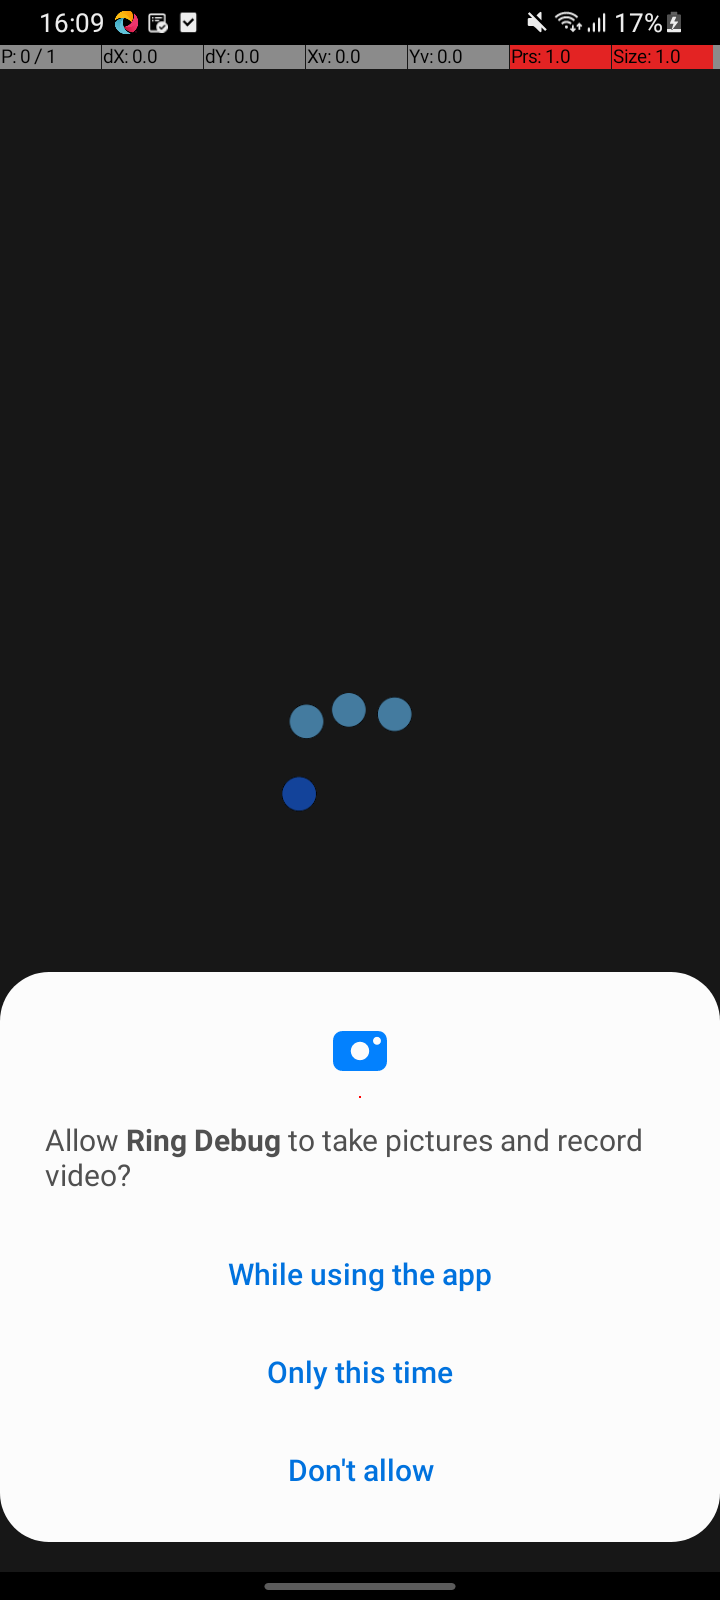 16:09 17%
P: 0 / 1 dX: 0.0 dY: 0.0 Xv: 0.0 Yv: 0.0 Prs: 1.0 Size: 1.0
Allow Ring Debug to take pictures and record
video?
While using the app
Only this time
Don't allow